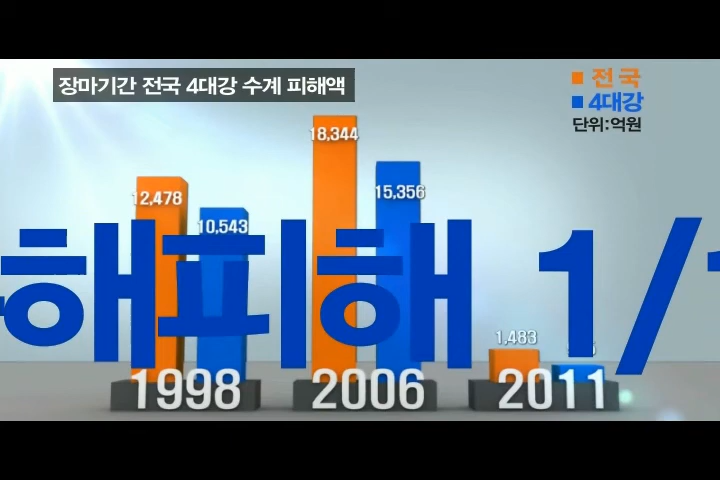 장마기간 전국 4대강 수계 피해액
전국
4대강
단위:억원
18,344
15,356
12,478
10,543
해피해 1/1
1,483
1998 2006 2011